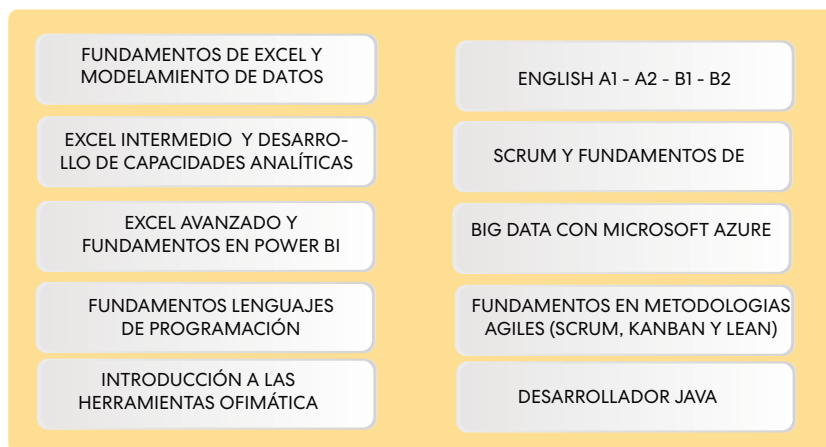 FUNDAMENTOS DE EXCEL Y
MODELAMIENTO DE DATOS
EXCEL INTERMEDIO Y DESARRO-
LLO DE CAPACIDADES ANALÍTICAS
EXCEL AVANZADO Y
FUNDAMENTOS EN POWER BI
FUNDAMENTOS LENGUAJES
DE PROGRAMACIÓN
INTRODUCCIÓN A LAS
HERRAMIENTAS OFIMÁTICA
ENGLISH A1 - A2 - B1 - B2
SCRUM Y FUNDAMENTOS DE
BIG DATA CON MICROSOFT AZURE
FUNDAMENTOS EN METODOLOGIAS
AGILES (SCRUM, KANBAN Y LEAN)
DESARROLLADOR JAVA